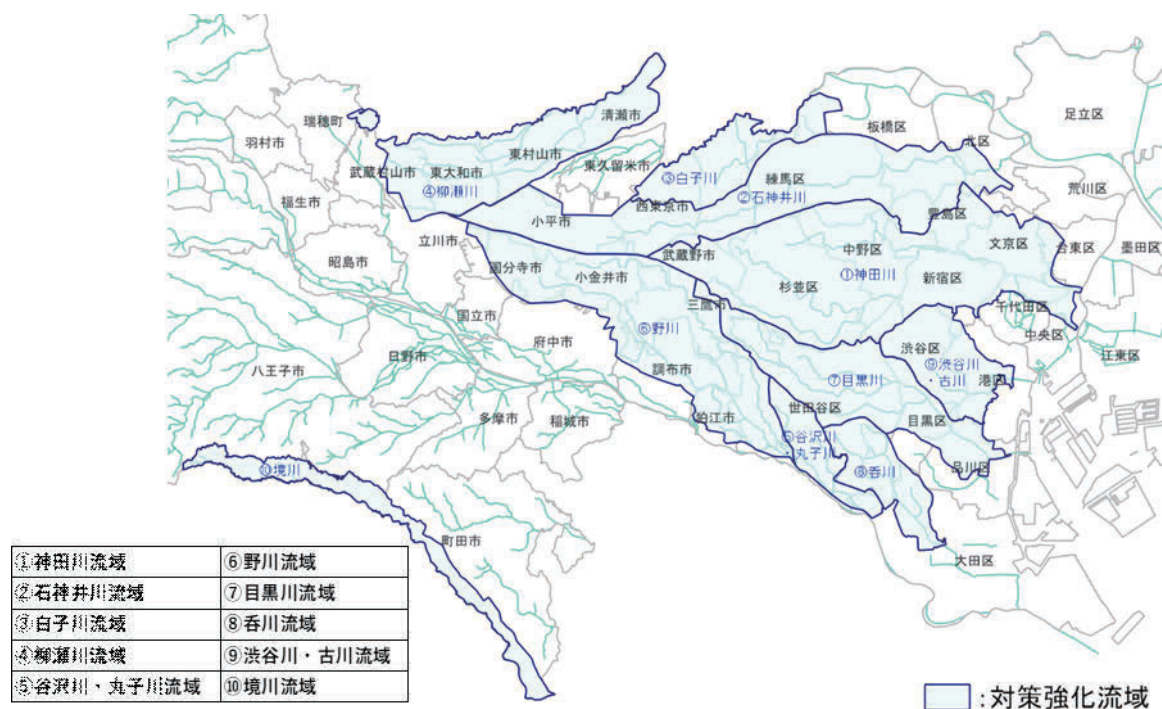 清瀬市
瑞穂町
板橋区
足立区
羽村市
東村山市
北区
武蔵村山市
東大和市
東久留米市
③白子川
練馬区
④柳瀬川
②石神井川
荒川区
福生市
西東京市
豊島区
小平市
文京区
台東区
墨田区
立川市
武蔵野市
中野区
昭島市
国分寺市
小金井市
①神田川
新宿区
杉並区
三鷹市
千代田区
国立市
⑥野川
中央区
府中市
渋谷区
江東区
日野市
⑨渋谷川
・古川
八王子市
調布市
⑦目黒川
港区
世田谷区
多摩市
稲城市
狛江市
目黒区
⑤谷沢川
・丸子川
⑩境川
⑧呑川
品川区
町田市
大田区
①神田川流域 ⑥野川流域
②石神井川流域 ⑦目黒川流域
③白子川流域 ⑧呑川流域
④柳瀬川流域 ⑨渋谷川・古川流域
⑤谷沢川・丸子川流域 ⑩境川流域
：対策強化流域